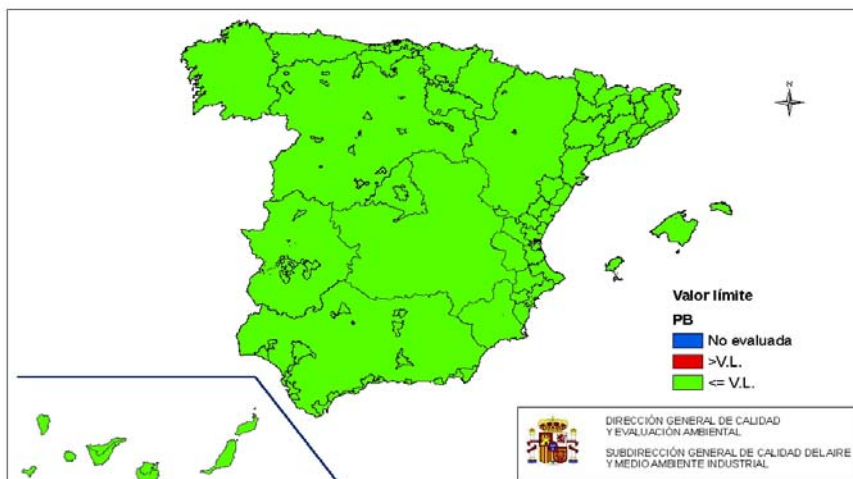 N
Valor límite
PB
No evaluada
>V.L.
<= V.L.
DIRECCIÓN GENERAL DE CALIDAD
Y EVALUACIÓN AMBIENTAL
SUBDIRECCIÓN GENERAL DE CALIDAD DEL AIRE
Y MEDIO AMBIENTE INDUSTRIAL